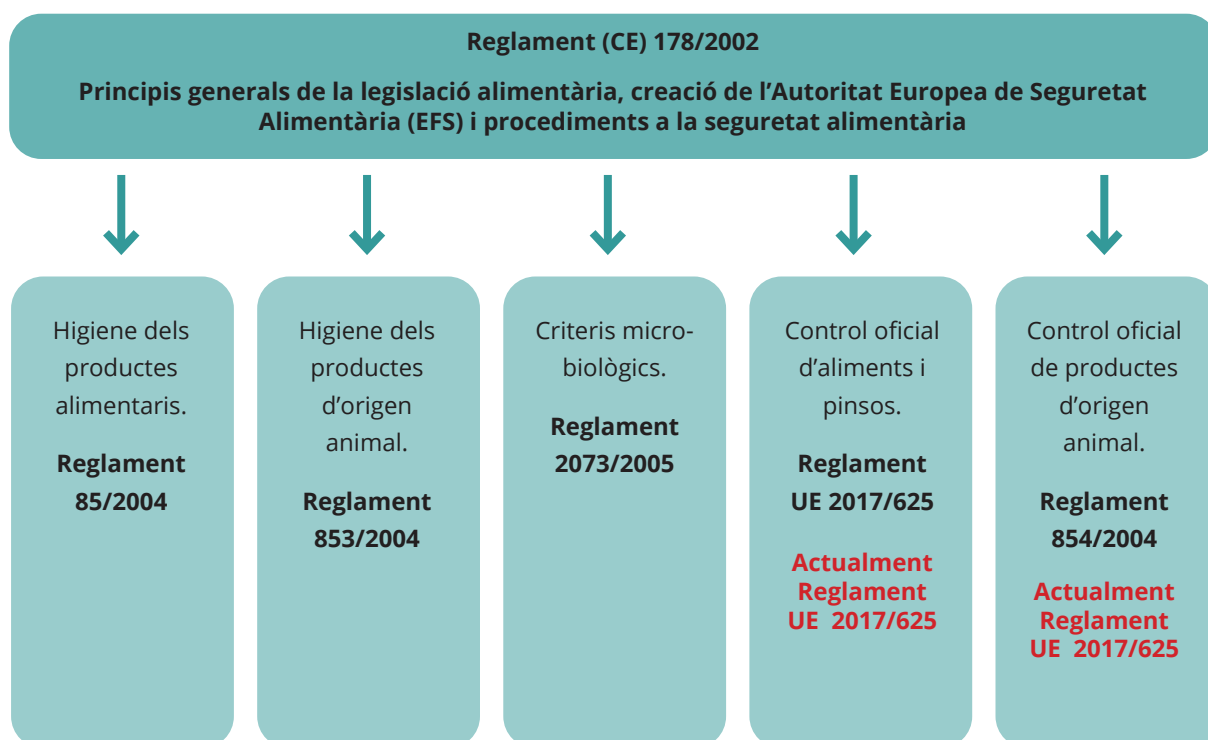 Reglament (CE) 178/2002
Principis generals de la legislació alimentària, creació de l’Autoritat Europea de Seguretat
Alimentària (EFS) i procediments a la seguretat alimentària
Higiene dels
productes
alimentaris.
Reglament
85/2004
Higiene dels
productes
d’origen
animal.
Reglament
853/2004
Criteris micro-
biològics.
Reglament
2073/2005
Control oficial
d’aliments i
pinsos.
Reglament
UE 2017/625
Actualment
Reglament
UE 2017/625
Control oficial
de productes
d’origen
animal.
Reglament
854/2004
Actualment
Reglament
UE 2017/625